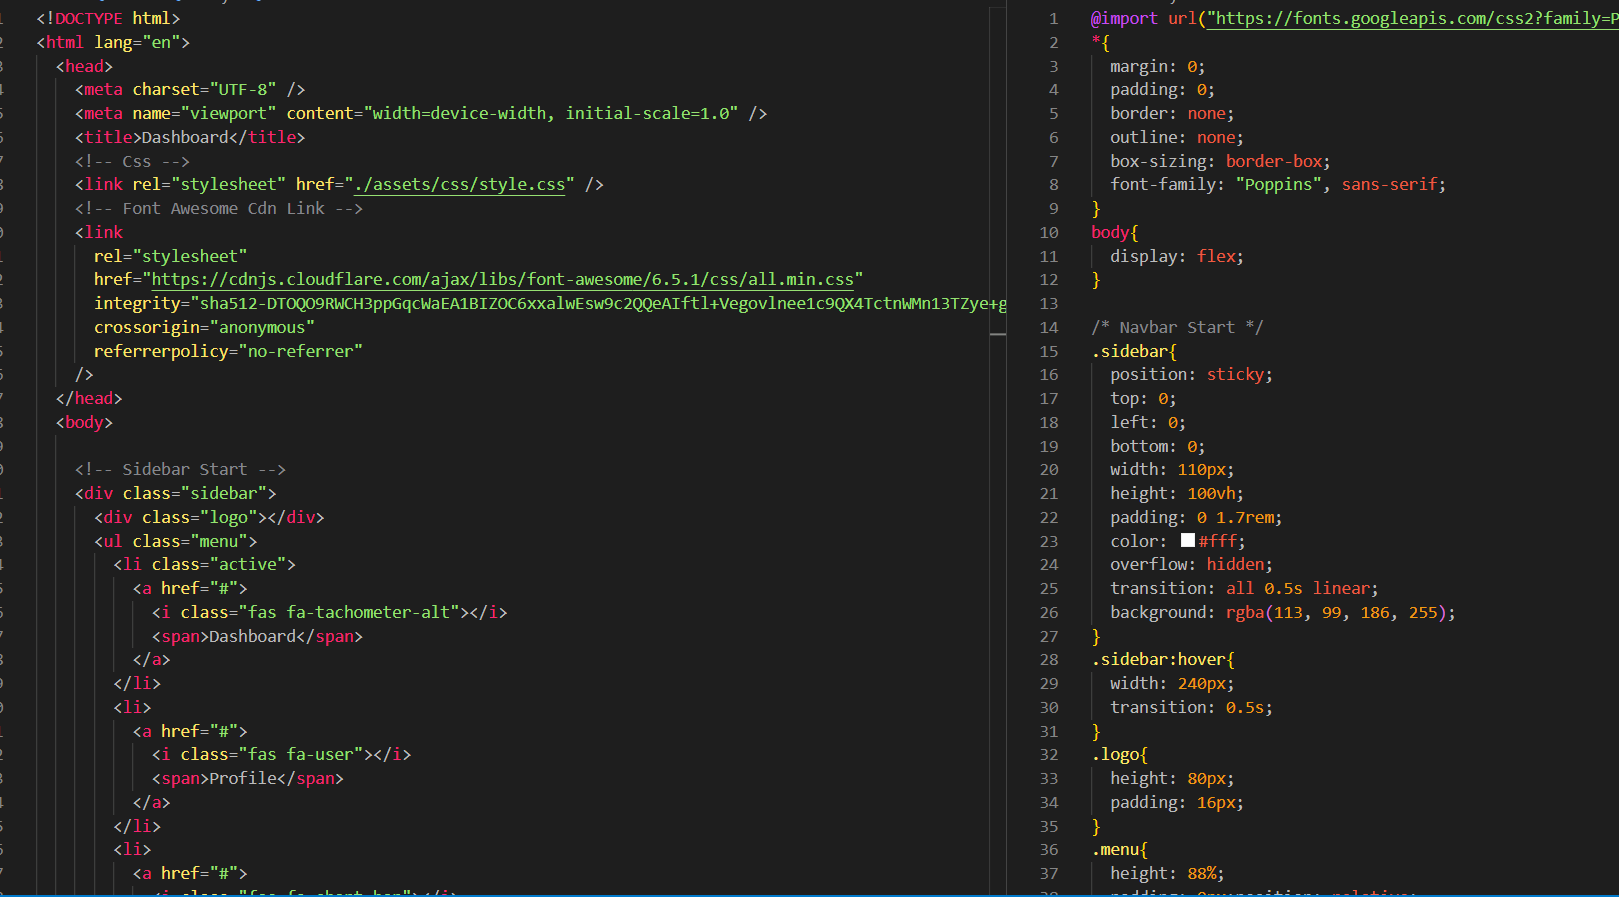 <!DOCTYPE html>
<html lang="en">
<head>
<meta charset="UTF-8" />
<meta name="viewport" content="width=device-width, initial-scale=1.0" />
<title>Dashboard</title>
<!-- Css -->
<link rel="stylesheet" href="./assets/css/style.css" />
<!-- Font Awesome Cdn Link -->
<link
rel="stylesheet"
href="https://cdnjs.cloudflare.com/ajax/libs/font-awesome/6.5.1/css/all.min.css"
integrity="sha512-DTOQO9RWCH3ppGqcWaEA1BIZOC6xxalwEsw9c2QQeAIftl+Vegovlnee1c9QX4TctnWMn13TZye+g
crossorigin="anonymous"
referrerpolicy="no-referrer"
/>
</head>
<body>
<!-- Sidebar Start -->
<div class="sidebar">
<div class="logo"></div>
<ul class="menu">
<li class="active">
<a href="#">
<i class="fas fa-tachometer-alt"></i>
<span>Dashboard</span>
</a>
</li>
<li>
<a href="#">
<i class="fas fa-user"></i>
<span>Profile</span>
</a>
</li>
<li>
<a href="#">
1 @import url("https://fonts.googleapis.com/css2?family=P
2 *{
3 margin: 0;
4 padding: 0;
5 border: none;
6 outline: none;
7 box-sizing: border-box;
8 font-family: "Poppins", sans-serif;
9 }
10 body{
11 display: flex;
12 }
13
14 /* Navbar Start */
15 .sidebar{
16 position: sticky;
17 top: 0;
18 left: 0;
19 bottom: 0;
20 width: 110px;
21 height: 100vh;
22 padding: 0 1.7rem;
23 color: #fff;
24 overflow: hidden;
25 transition: all 0.5s linear;
26 background: rgba(113, 99, 186, 255);
27 }
28 .sidebar:hover{
29 width: 240px;
30 transition: 0.5s;
31 }
32 .logo{
33 height: 80px;
34 padding: 16px;
35 }
36 .menu{
37 height: 88%;